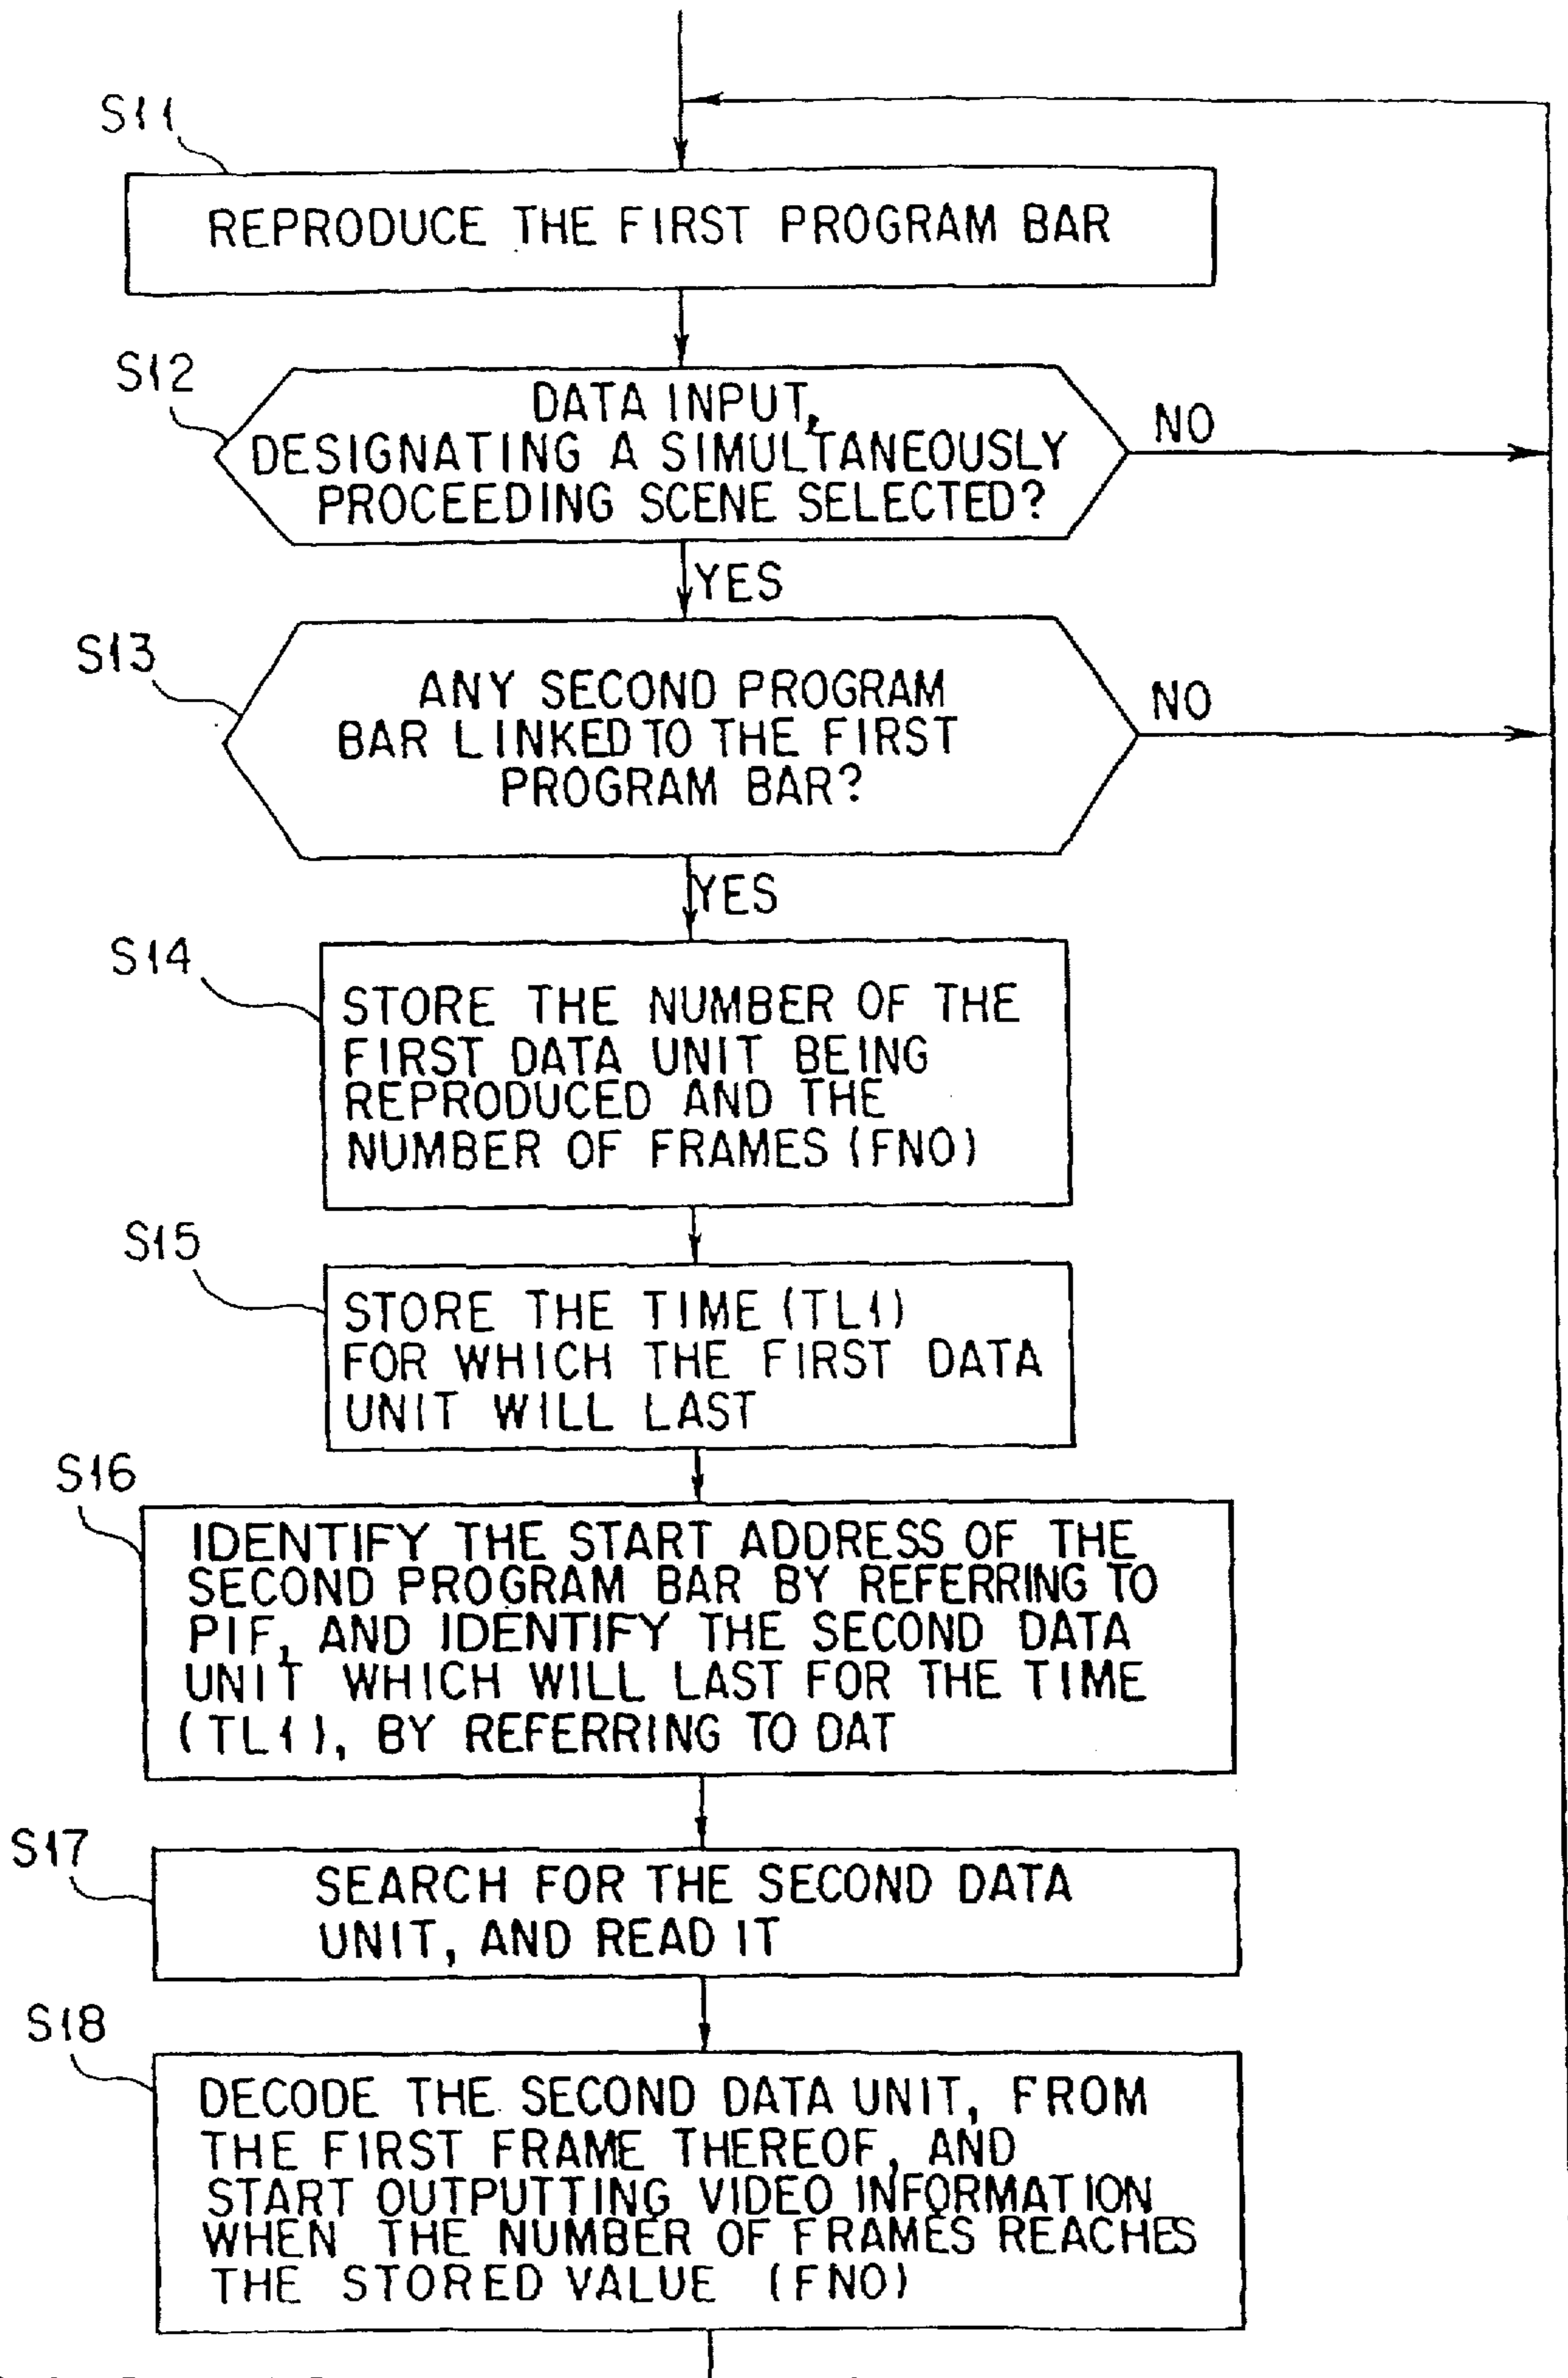 S11
REPRODUCE THE FIRST PROGRAM BAR
S12
DATA INPUT,
DESIGNATING A SIMULTANEOUSLY
PROCEEDING SCENE SELECTED?
NO
YES
S13
ANY SECOND PROGRAM
BAR LINKED TO THE FIRST
PROGRAM BAR?
NO
YES
S14
STORE THE NUMBER OF THE
FIRST DATA UNIT BEING
REPRODUCED AND THE
NUMBER OF FRAMES (FNO)
S15
STORE THE TIME (TL1)
FOR WHICH THE FIRST DATA
UNIT WILL LAST
S16
IDENTIFY THE START ADDRESS OF THE
SECOND PROGRAM BAR BY REFERRING TO
PIF, AND IDENTIFY THE SECOND DATA
UNIT WHICH WILL LAST FOR THE TIME
(TL1), BY REFERRING TO DAT
S17
SEARCH FOR THE SECOND DATA
UNIT, AND READ IT
S18
DECODE THE SECOND DATA UNIT, FROM
THE FIRST FRAME THEREOF, AND
START OUTPUTTING VIDEO INFORMATION
WHEN THE NUMBER OF FRAMES REACHES
THE STORED VALUE (FNO)